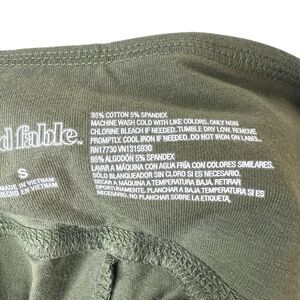 d fable.
S
MADE IN VIETNAM
HECHO EN VIETNAM
95% COTTON 5% SPANDEX
MACHINE WASH COLD WITH LIKE COLORS. ONLY NON
CHLORINE BLEACH IF NEEDED. TUMBLE DRY LOW. REMOVE
PROMPTLY. COOL IRON IF NEEDED. DO NOT IRON ON LABEL.
RN17730 VN1315930
95% ALGODÓN 5% SPANDEX
LAVAR A MÁQUINA CON AGUA FRÍA CON COLORES SIMILARES.
SÓLO BLANQUEADOR SIN CLORO SI ES NECESARIO.
SECAR A MÁQUINA A TEMPERATURA BAJA. RETIRAR
PRONTAMENTE. PLANCHAR A TEMPERATURA BAJA SI ES NECESARIO.
NO PLANCHAR SOBRE LA ETIQUETA.